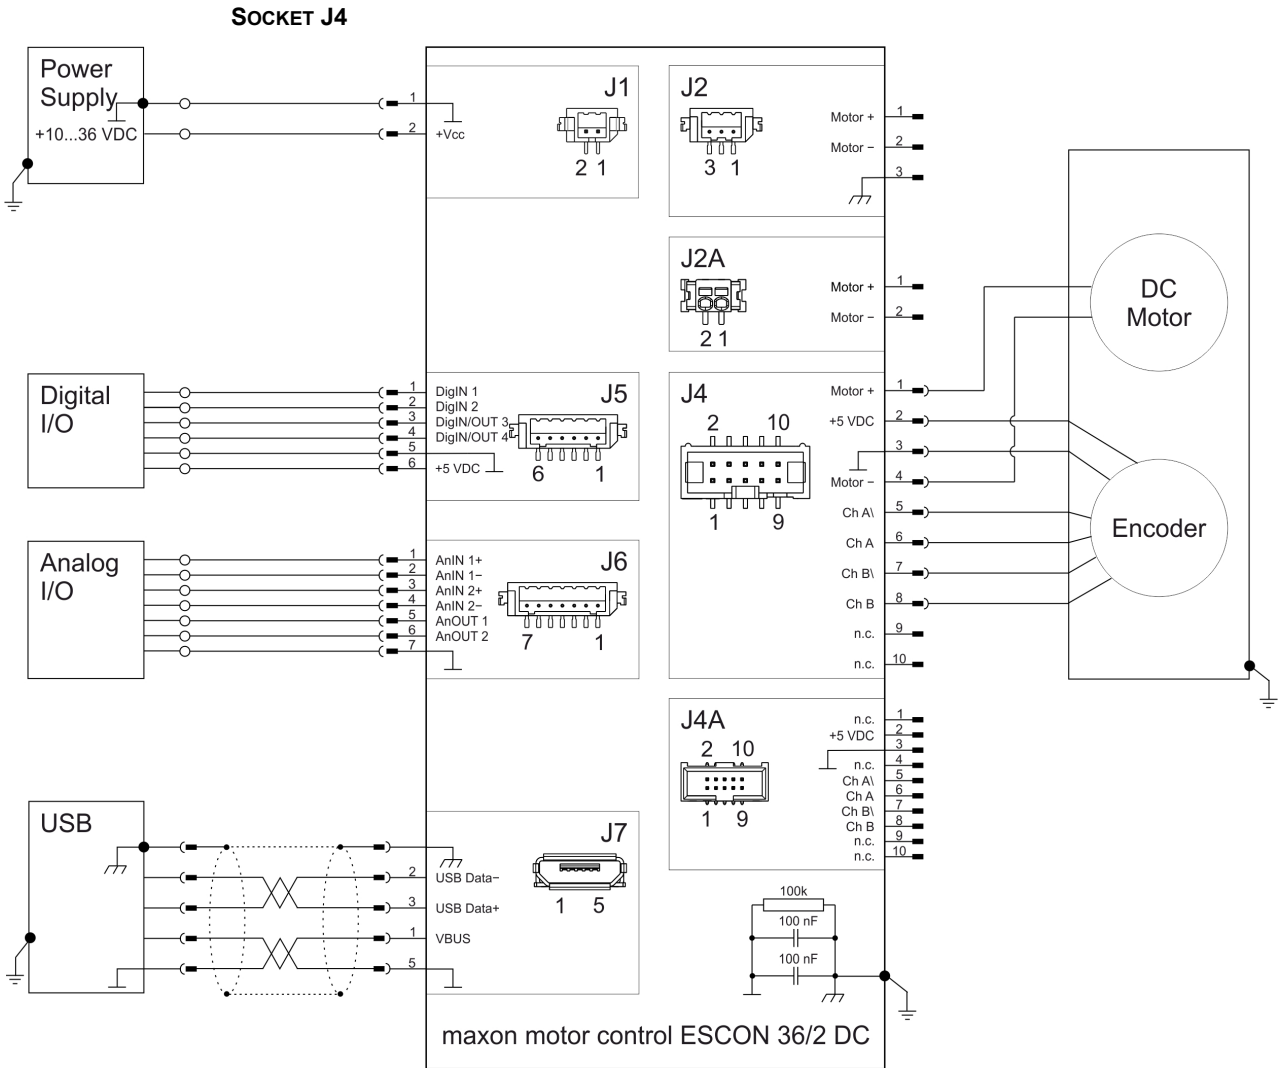 SOCKET J4
Power
Supply
+10...36 VDC
1
2
+Vcc
J1
2 1
J2
3 1
Motor +
1
Motor −
2
3
J2A
2 1
Motor +
1
Motor −
2
DC
Motor
Digital
I/O
1
DigIN 1
2
DigIN 2
3
DigIN/OUT 3
4
DigIN/OUT 4
5
6
+5 VDC
J5
6 1
J4
2 10
1 9
Motor +
1
+5 VDC
2
3
Motor −
4
Ch A\
5
Ch A
6
Ch B\
7
Ch B
8
n.c.
9
n.c.
10
Encoder
Analog
I/O
1
AnIN 1+
2
AnIN 1−
3
AnIN 2+
4
AnIN 2−
5
AnOUT 1
6
AnOUT 2
7
J6
7 1
J4A
2 10
1 9
n.c.
1
+5 VDC
2
3
n.c.
4
Ch A\
5
Ch A
6
Ch B\
7
Ch B
8
n.c.
9
n.c.
10
USB
2
USB Data−
3
USB Data+
1
VBUS
5
J7
1 5
100k
100 nF
100 nF
maxon motor control ESCON 36/2 DC